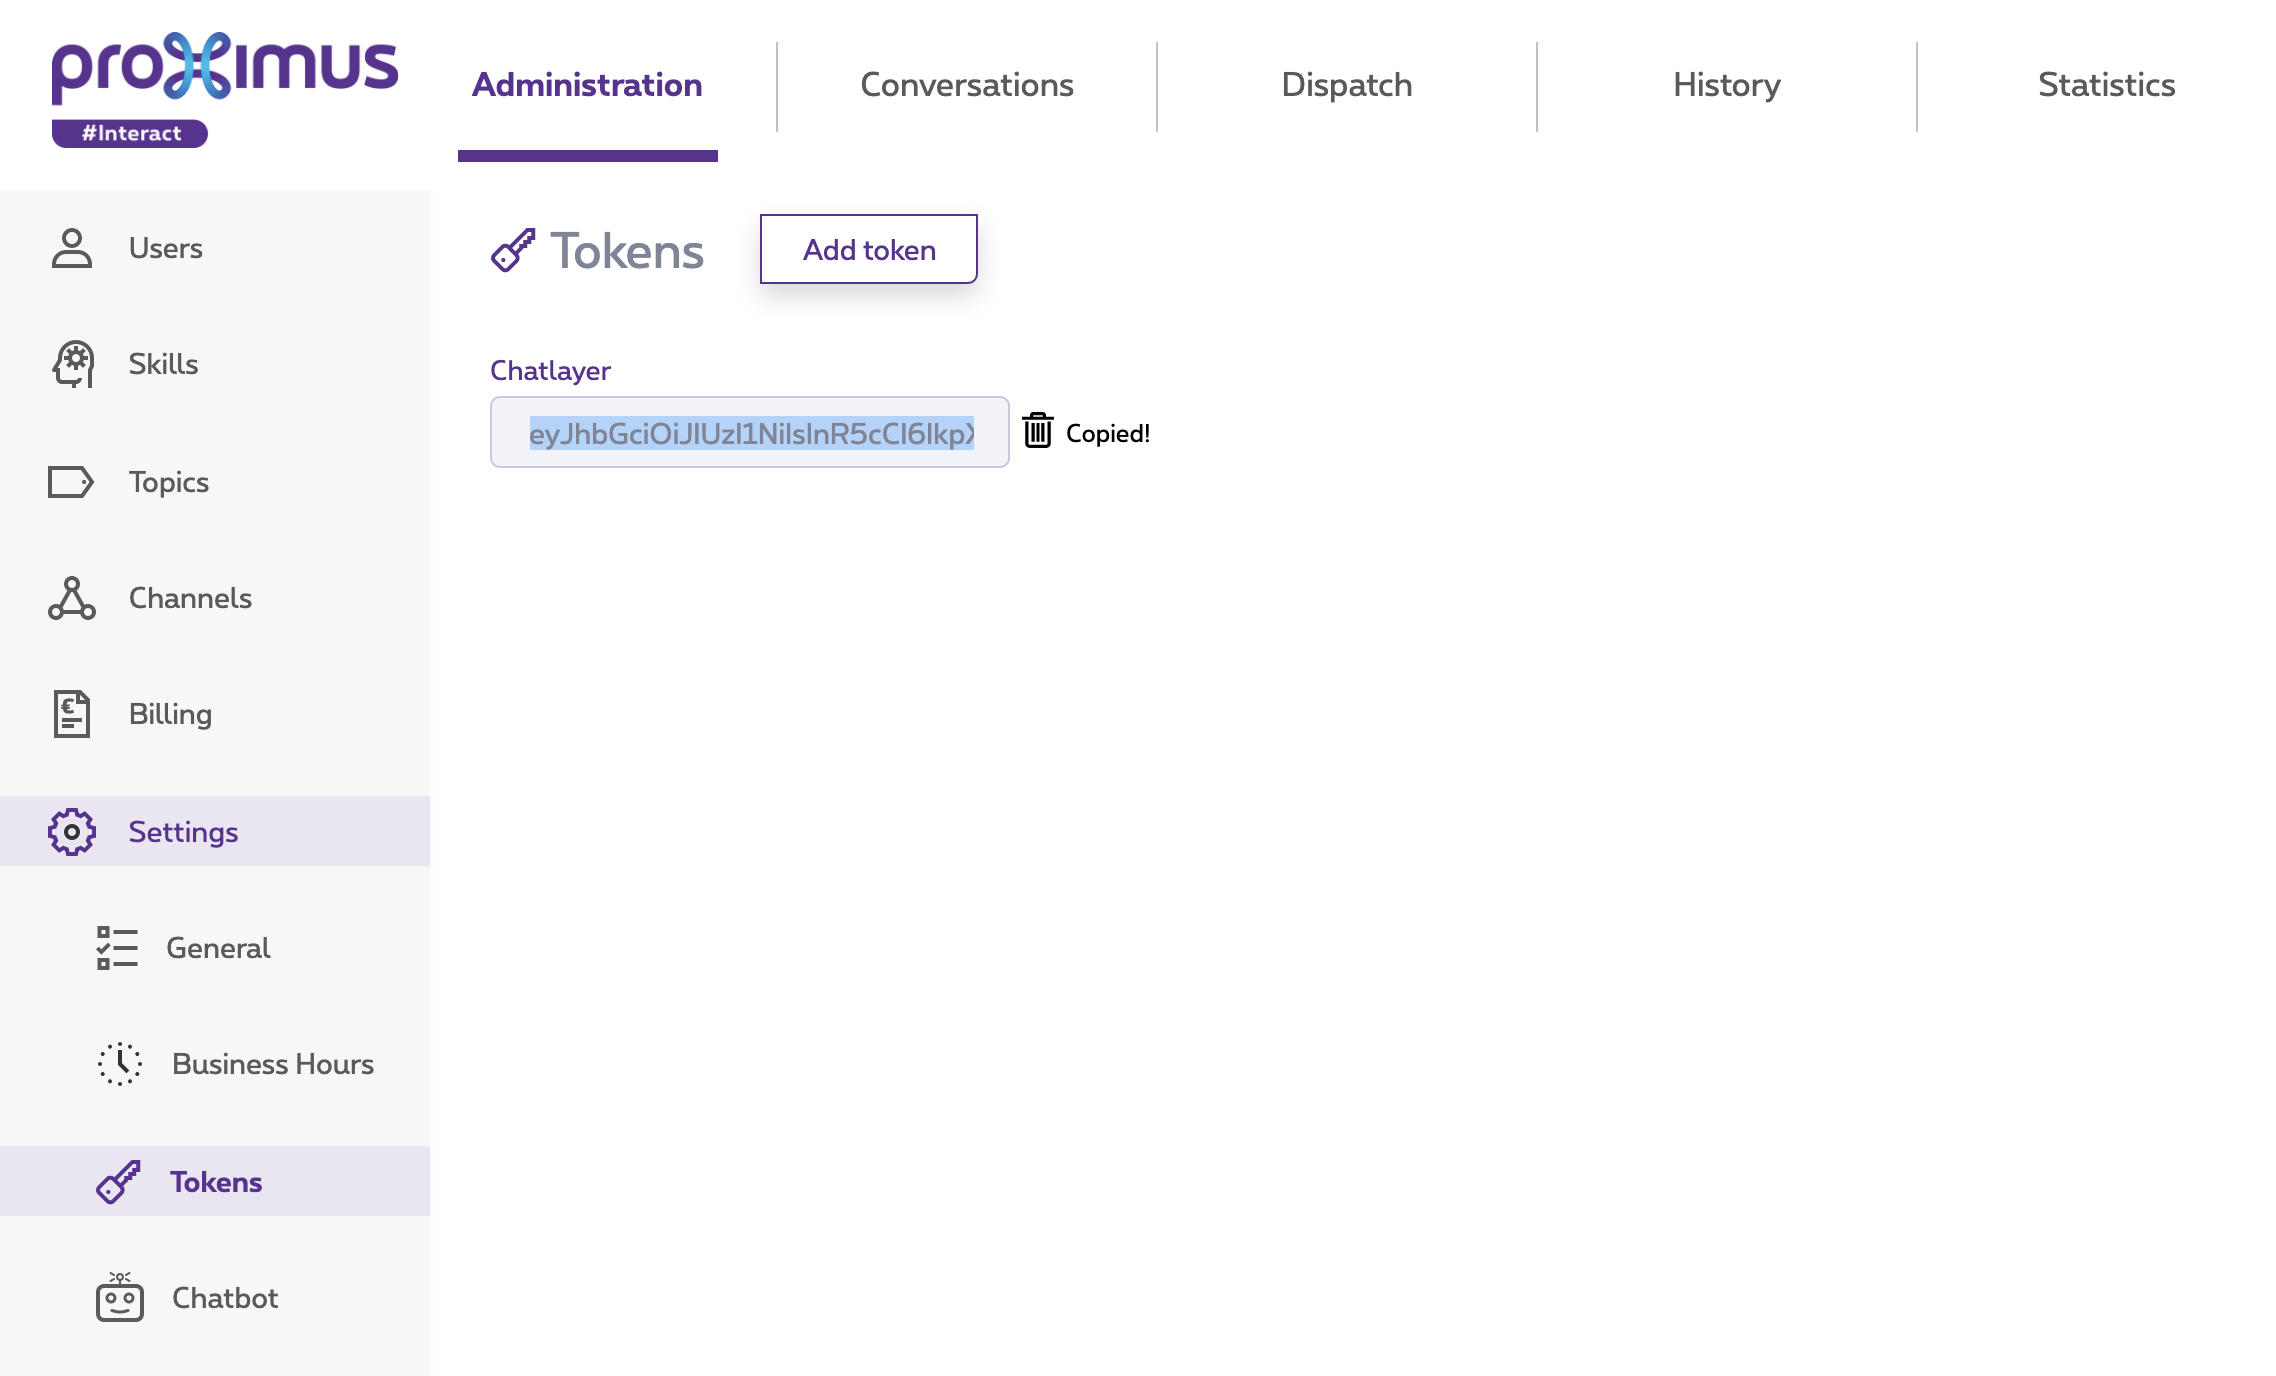 proximus
#Interact
Administration
Conversations
Dispatch
History
Statistics
Users
Skills
Topics
Channels
Billing
Settings
General
Business Hours
Tokens
Chatbot
Tokens
Add token
Chatlayer
eyJhbGciOiJIUzI1NiIsInR5cCI6IkpX
Copied!